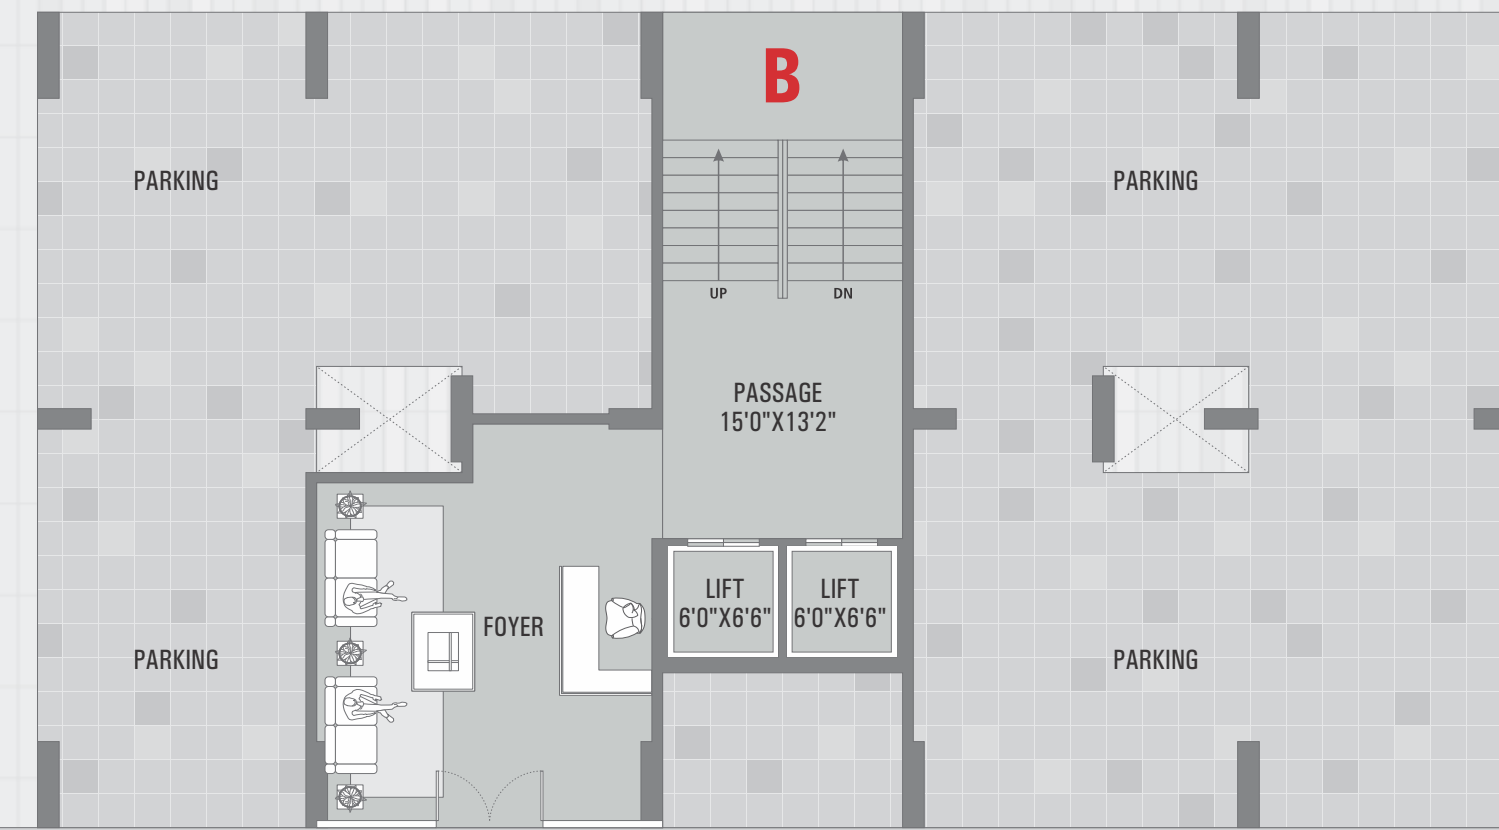 B
PARKING
PARKING
UP
DN
PASSAGE
15'0"X13'2"
LIFT
6'0"X6'6"
LIFT
6'0"X6'6"
FOYER
PARKING
PARKING